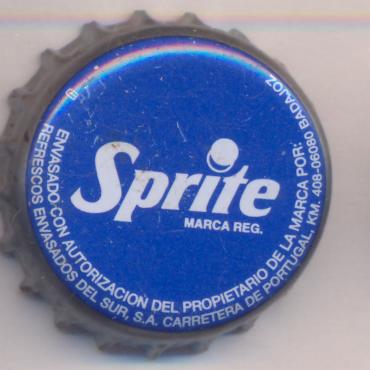 Sprite
MARCA REG.
ENVASADO CON AUTORIZACION DEL PROPIETARIO DE LA MARCA POR:
REFRESCOS ENVASADOS DEL SUR, S.A. CARRETERA DE PORTUGAL, KM. 408-06080 BADAJOZ